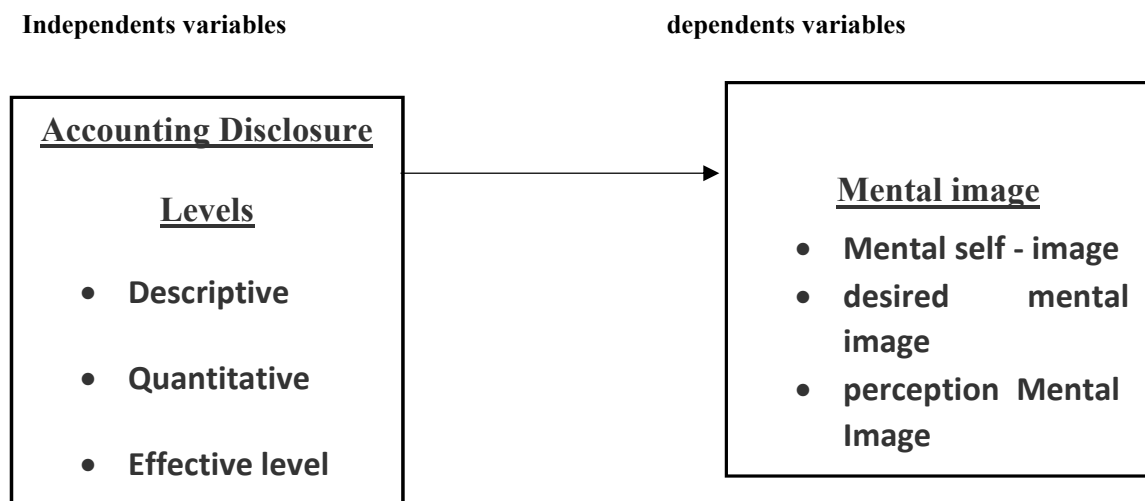 Independents variables
dependents variables
Accounting Disclosure
Levels
• Descriptive
• Quantitative
• Effective level
Mental image
• Mental self - image
• desired mental
image
• perception Mental
Image